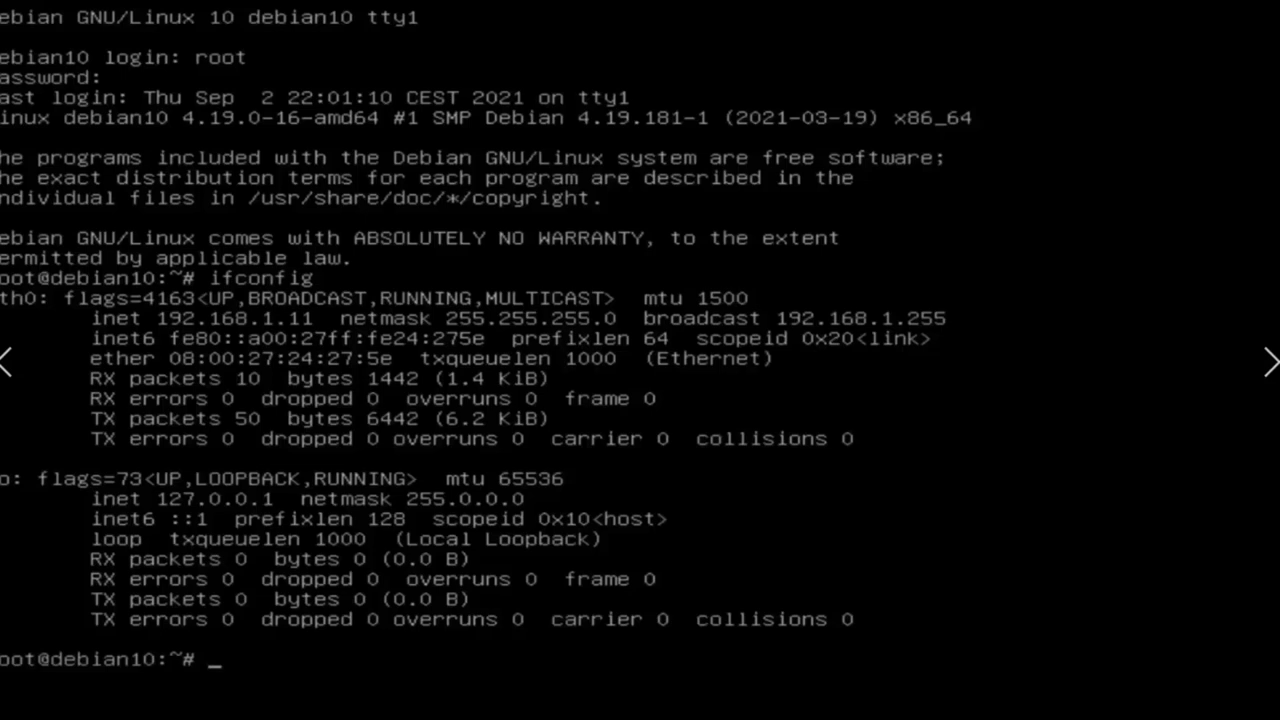 ebian GNU/Linux 10 debian10 tty1
ebian10 login: root
assword:
ast login: Thu Sep  2 22:01:10 CEST 2021 on tty1
inux debian10 4.19.0-16-amd64 #1 SMP Debian 4.19.181-1 (2021-03-19) x86_64
he programs included with the Debian GNU/Linux system are free software;
he exact distribution terms for each program are described in the
ndividual files in /usr/share/doc/*/copyright.
ebian GNU/Linux comes with ABSOLUTELY NO WARRANTY, to the extent
ermitted by applicable law.
oot@debian10:~# ifconfig
th0: flags=4163<UP,BROADCAST,RUNNING,MULTICAST>  mtu 1500
inet 192.168.1.11  netmask 255.255.255.0  broadcast 192.168.1.255
inet6 fe80::a00:27ff:fe24:275e  prefixlen 64  scopeid 0x20<link>
ether 08:00:27:24:27:5e  txqueuelen 1000  (Ethernet)
RX packets 10  bytes 1442 (1.4 KiB)
RX errors 0  dropped 0  overruns 0  frame 0
TX packets 50  bytes 6442 (6.2 KiB)
TX errors 0  dropped 0 overruns 0  carrier 0  collisions 0
o: flags=73<UP,LOOPBACK,RUNNING>  mtu 65536
inet 127.0.0.1  netmask 255.0.0.0
inet6 ::1  prefixlen 128  scopeid 0x10<host>
loop  txqueuelen 1000  (Local Loopback)
RX packets 0  bytes 0 (0.0 B)
RX errors 0  dropped 0  overruns 0  frame 0
TX packets 0  bytes 0 (0.0 B)
TX errors 0  dropped 0 overruns 0  carrier 0  collisions 0
oot@debian10:~# _